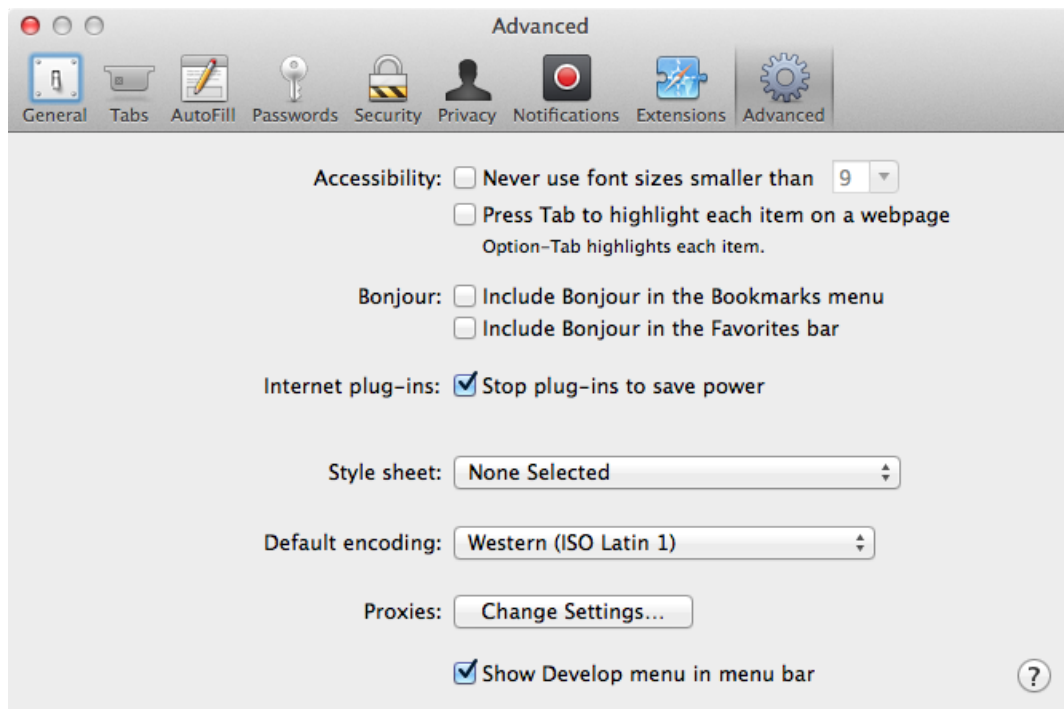 Advanced
General Tabs AutoFill Passwords Security Privacy Notifications Extensions Advanced
Accessibility: Never use font sizes smaller than 9
Press Tab to highlight each item on a webpage
Option-Tab highlights each item.
Bonjour: Include Bonjour in the Bookmarks menu
Include Bonjour in the Favorites bar
Internet plug-ins: Stop plug-ins to save power
Style sheet: None Selected
Default encoding: Western (ISO Latin 1)
Proxies: Change Settings...
Show Develop menu in menu bar ?